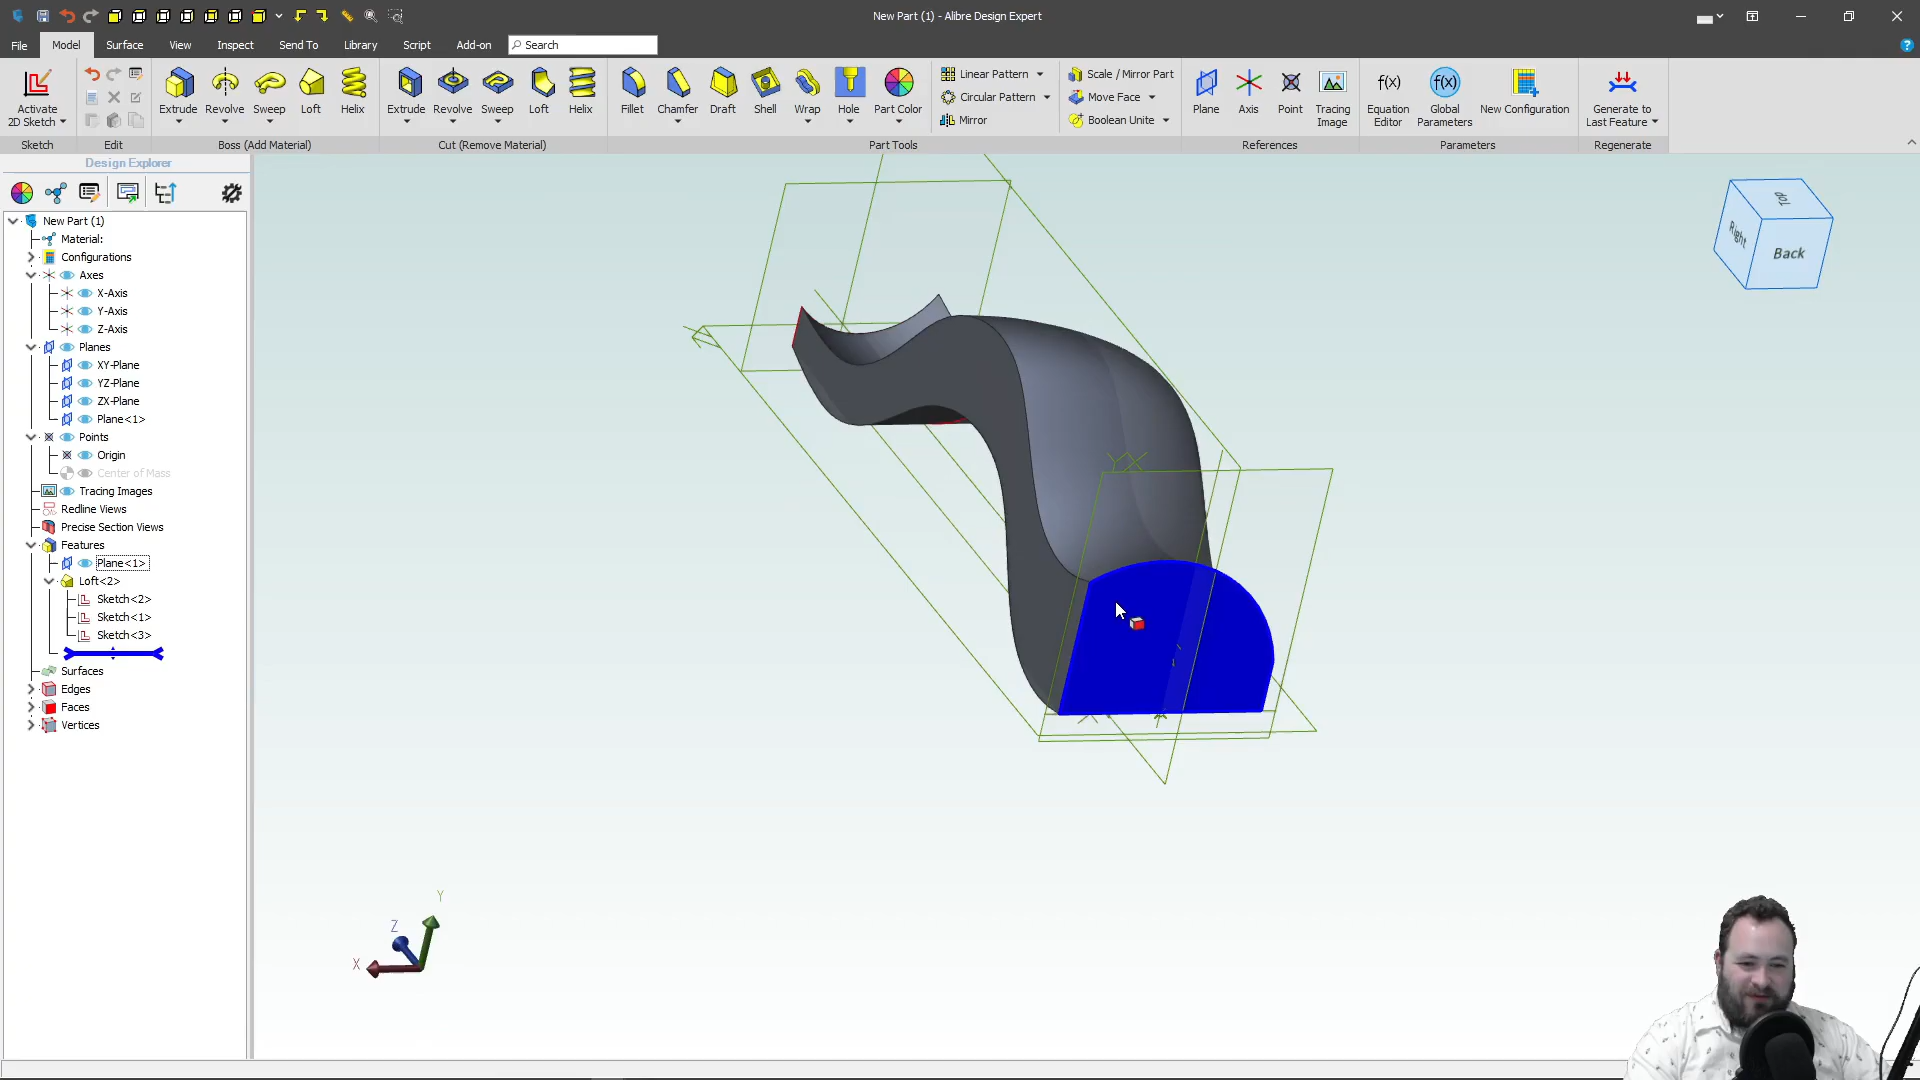 New Part (1) - Alibre Design Expert
File Model Surface View Inspect Send To Library Script Add-on Search
Activate 2D Sketch
Extrude Revolve Sweep Loft Helix
Extrude Revolve Sweep Loft Helix
Fillet Chamfer Draft Shell Wrap Hole Part Color
Linear Pattern
Circular Pattern
Mirror
Scale / Mirror Part
Move Face
Boolean Unite
Plane Axis Point Tracing Image
f(x) Equation Editor
f(x) Global Parameters
New Configuration
Generate to Last Feature
Sketch Edit Boss (Add Material) Cut (Remove Material) Part Tools References Parameters Regenerate
Design Explorer
New Part (1)
Material:
Configurations
Axes
X-Axis
Y-Axis
Z-Axis
Planes
XY-Plane
YZ-Plane
ZX-Plane
Plane<1>
Points
Origin
Center of Mass
Tracing Images
Redline Views
Precise Section Views
Features
Plane<1>
Loft<2>
Sketch<2>
Sketch<1>
Sketch<3>
Surfaces
Edges
Faces
Vertices
Top
Right
Back
Y
Z
X